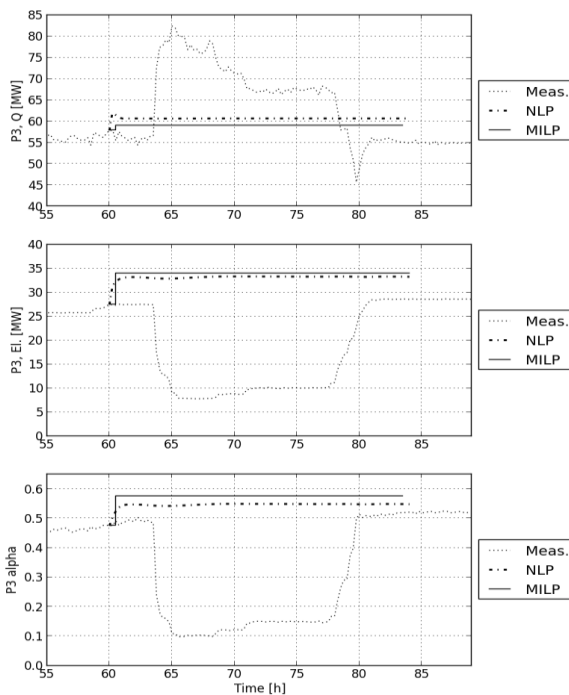 85
80
75
70
65
60
55
50
45
40
P3, Q [MW]
55 60 65 70 75 80 85
Meas.
NLP
MILP
40
35
30
25
20
15
10
5
0
P3, El. [MW]
55 60 65 70 75 80 85
Meas.
NLP
MILP
0.6
0.5
0.4
0.3
0.2
0.1
0.0
P3 alpha
55 60 65 70 75 80 85
Time [h]
Meas.
NLP
MILP